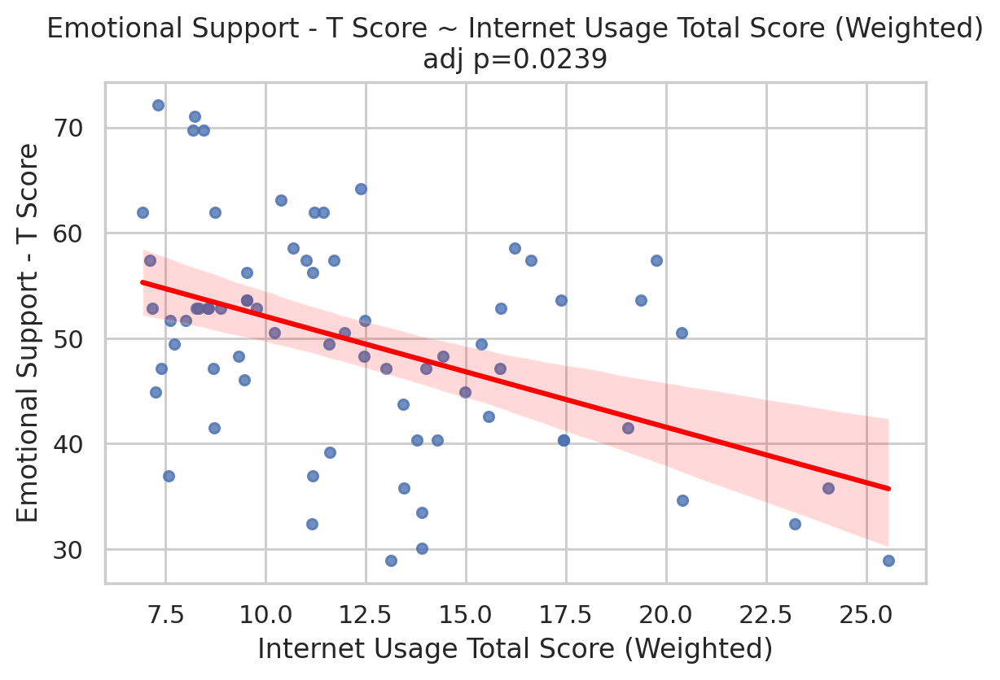 Emotional Support - T Score ~ Internet Usage Total Score (Weighted)
adj p=0.0239
Emotional Support - T Score
70
60
50
40
30
7.5 10.0 12.5 15.0 17.5 20.0 22.5 25.0
Internet Usage Total Score (Weighted)